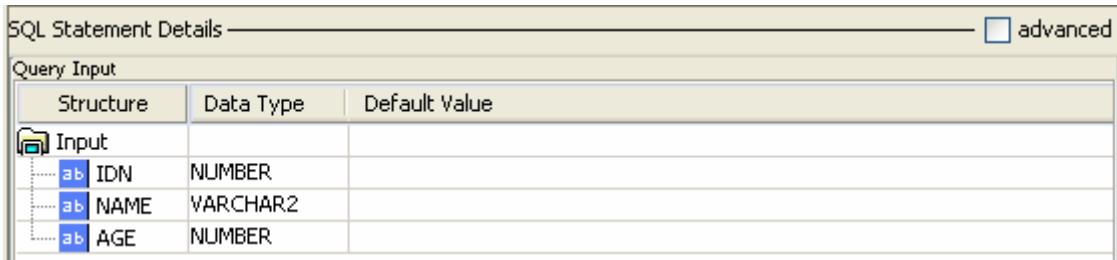 SQL Statement Details advanced
Query Input
Structure Data Type Default Value
Input
ab IDN NUMBER
ab NAME VARCHAR2
ab AGE NUMBER